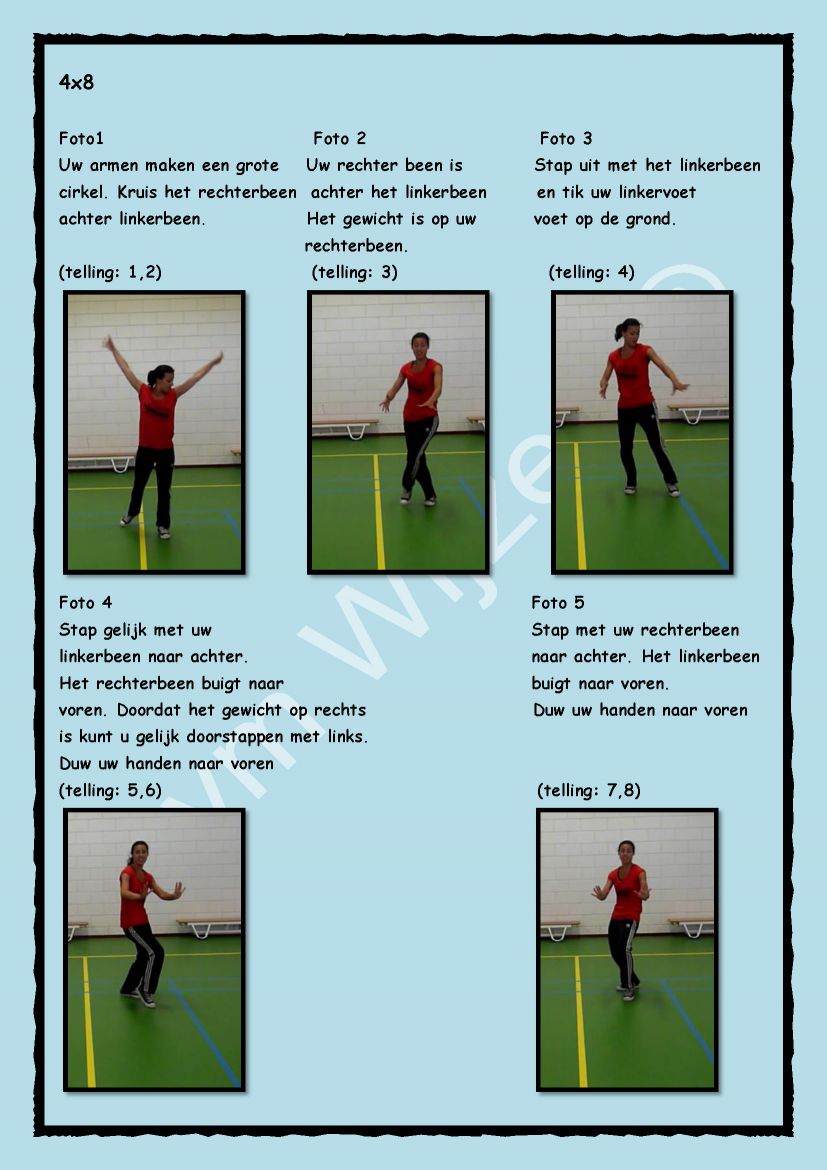 4x8
Foto1
Uw armen maken een grote
cirkel. Kruis het rechterbeen
achter linkerbeen.
(telling: 1,2)
Foto 2
Uw rechter been is
achter het linkerbeen
Het gewicht is op uw
rechterbeen.
(telling: 3)
Foto 3
Stap uit met het linkerbeen
en tik uw linkervoet
voet op de grond.
(telling: 4)
Foto 4
Stap gelijk met uw
linkerbeen naar achter.
Het rechterbeen buigt naar
voren. Doordat het gewicht op rechts
is kunt u gelijk doorstappen met links.
Duw uw handen naar voren
(telling: 5,6)
Foto 5
Stap met uw rechterbeen
naar achter. Het linkerbeen
buigt naar voren.
Duw uw handen naar voren
(telling: 7,8)